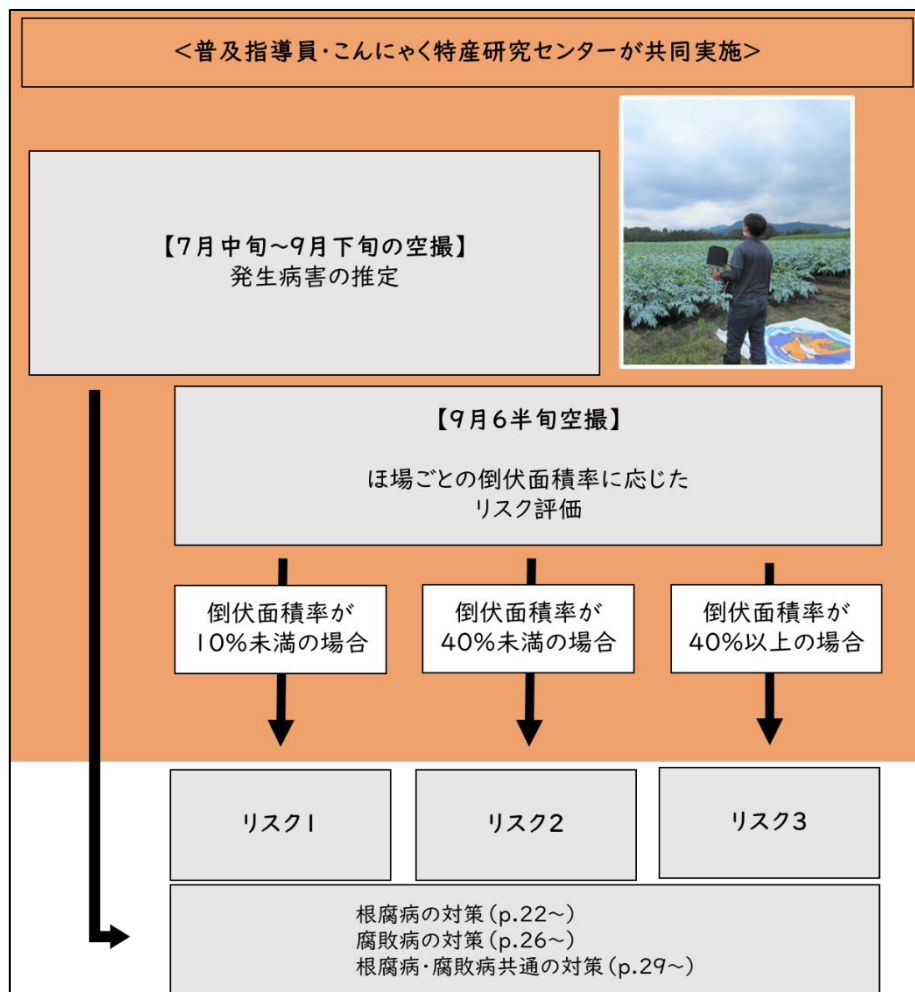 <普及指導員・こんにゃく特産研究センターが共同実施>
【7月中旬~9月下旬の空撮】
発生病害の推定
【9月6半旬空撮】
ほ場ごとの倒伏面積率に応じた
リスク評価
倒伏面積率が
10%未満の場合
倒伏面積率が
40%未満の場合
倒伏面積率が
40%以上の場合
リスク1
リスク2
リスク3
根腐病の対策(p.22~)
腐敗病の対策(p.26~)
根腐病・腐敗病共通の対策(p.29~)